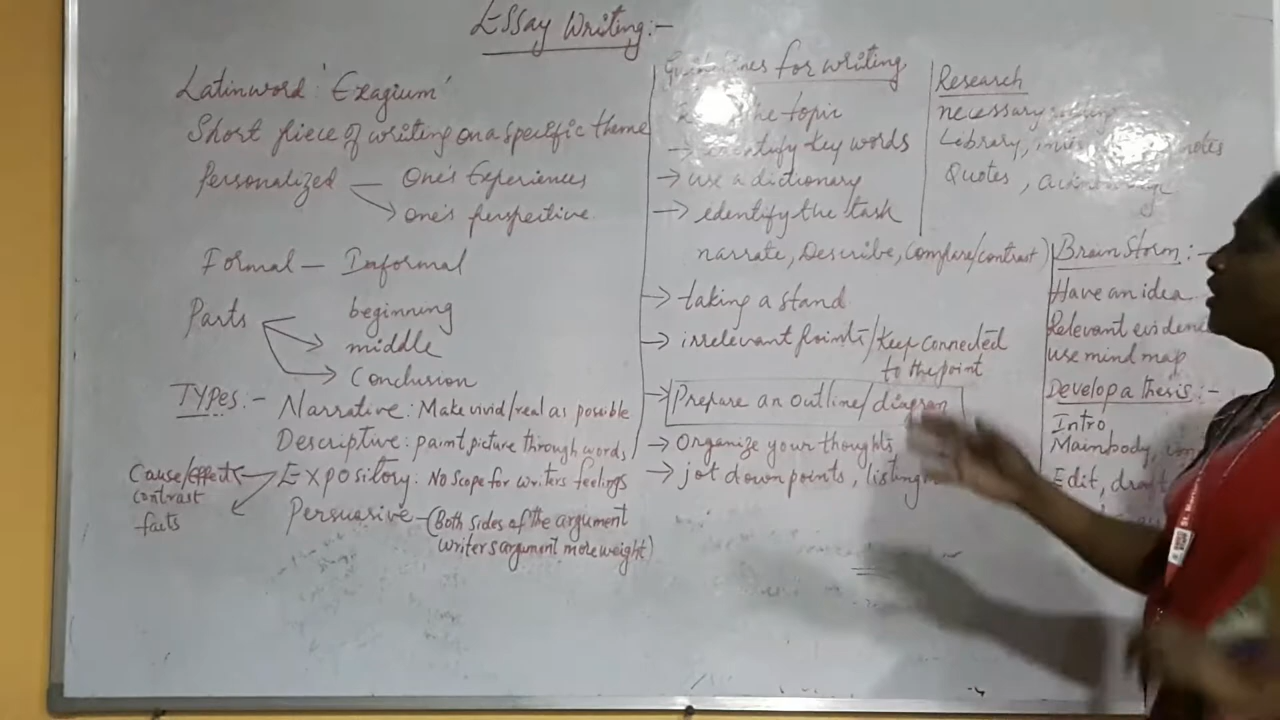 Essay Writing:-
Latin word 'Exagium'
Short piece of writing on a specific theme
Personalized
One's Experiences
One's perspective
Formal - Informal
Parts
beginning
middle
Conclusion
TYPES:-
Narrative: Make vivid/real as possible
Descriptive: paint picture through words
Expository: No scope for writers feelings
Cause/effect
contrast
facts
Persuasive - (Both sides of the argument
writers argument more weight)
for writing
the topic
→ identify key words
→ use a dictionary
→ identify the task
narrate, Describe, Compare/contrast
→ taking a stand
→ irrelevant points/keep connected
to the point
→ Prepare an outline/diagram
→ Organize your thoughts
→ jot down points, listing
Research
necessary
Library, notes
Quotes,
Brain Storm:-
Have an idea
Relevant
use mind map
Develop a thesis:-
Intro
Main body,
Edit,